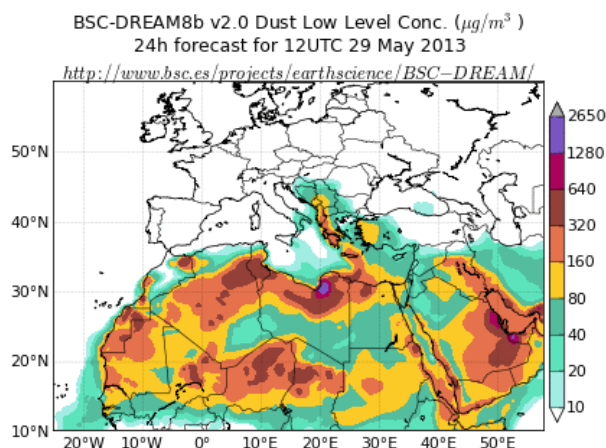 BSC-DREAM8b v2.0 Dust Low Level Conc. (μg/m³ )
24h forecast for 12UTC 29 May 2013
http://www.bsc.es/projects/earthscience/BSC−DREAM/
2650
1280
640
320
160
80
40
20
10
50°N
40°N
30°N
20°N
10°N
20°W 10°W 0° 10°E 20°E 30°E 40°E 50°E